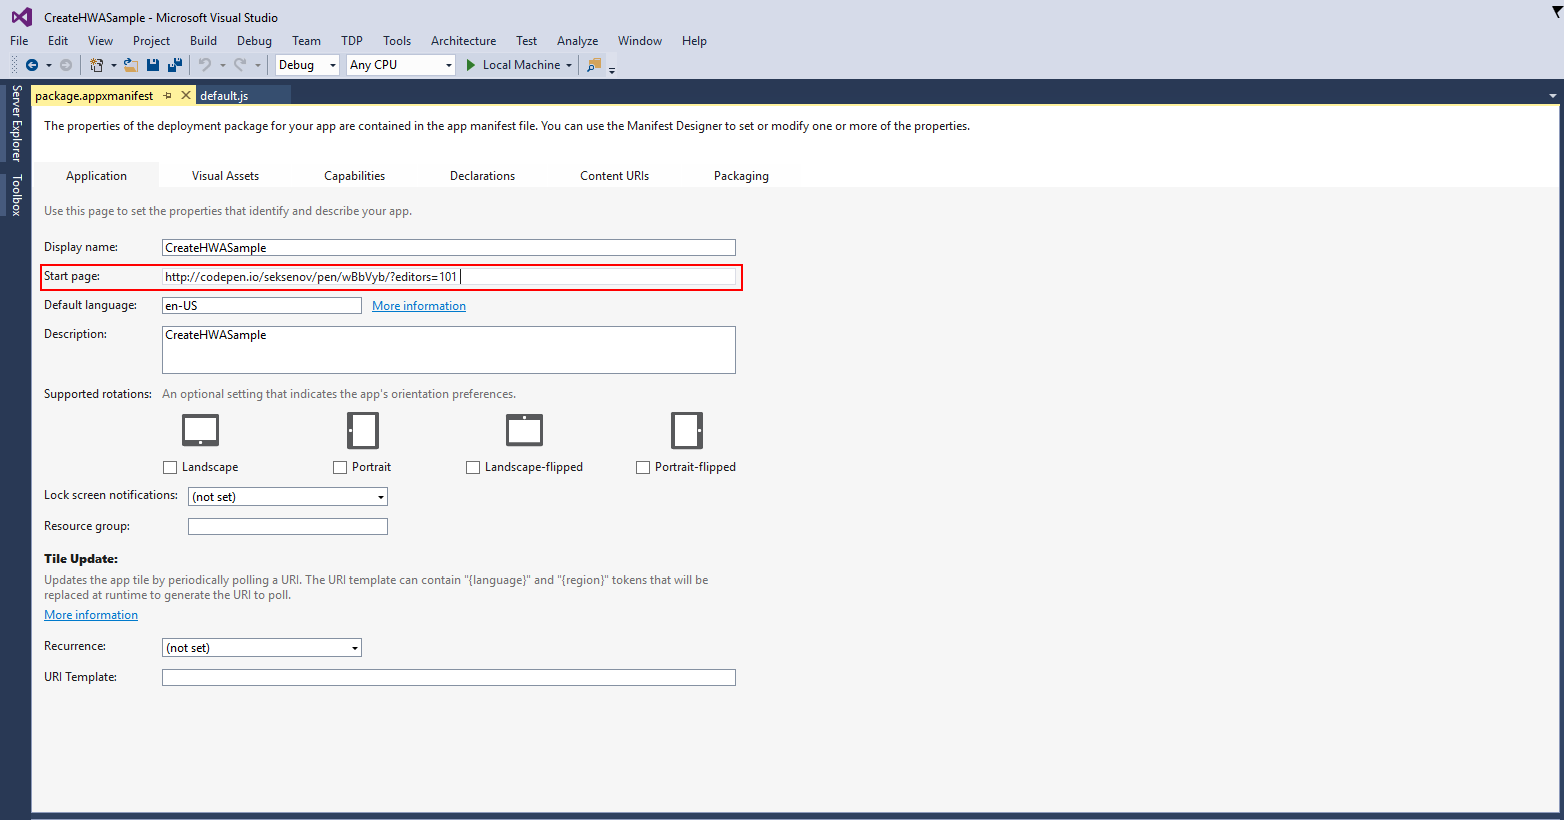 CreateHWASample - Microsoft Visual Studio
File Edit View Project Build Debug Team TDP Tools Architecture Test Analyze Window Help
Debug Any CPU Local Machine
package.appxmanifest default.js
Server Explorer
Toolbox
The properties of the deployment package for your app are contained in the app manifest file. You can use the Manifest Designer to set or modify one or more of the properties.
Application Visual Assets Capabilities Declarations Content URIs Packaging
Use this page to set the properties that identify and describe your app.
Display name: CreateHWASample
Start page: http://codepen.io/seksenov/pen/wBbVyb/?editors=101
Default language: en-US More information
Description: CreateHWASample
Supported rotations: An optional setting that indicates the app's orientation preferences.
Landscape Portrait Landscape-flipped Portrait-flipped
Lock screen notifications: (not set)
Resource group:
Tile Update:
Updates the app tile by periodically polling a URI. The URI template can contain "{language}" and "{region}" tokens that will be
replaced at runtime to generate the URI to poll.
More information
Recurrence: (not set)
URI Template: